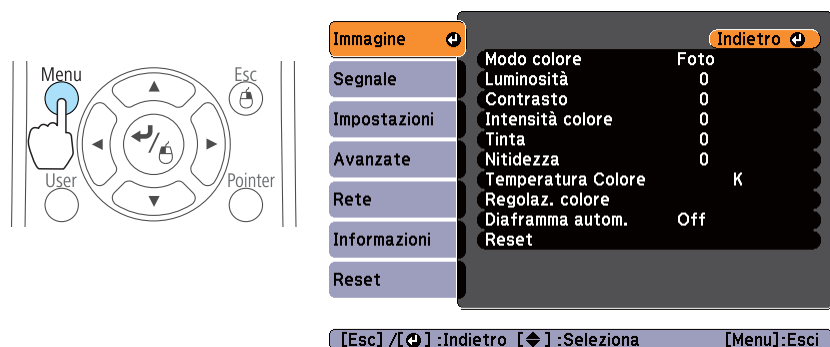 Menu
Esc
User
Pointer
Immagine
Segnale
Impostazioni
Avanzate
Rete
Informazioni
Reset
Indietro
Modo colore Foto
Luminosità 0
Contrasto 0
Intensità colore 0
Tinta 0
Nitidezza 0
Temperatura Colore K
Regolaz. colore
Diaframma autom. Off
Reset
[Esc] /[ ] :Indietro [ ] :Seleziona [Menu]:Esci